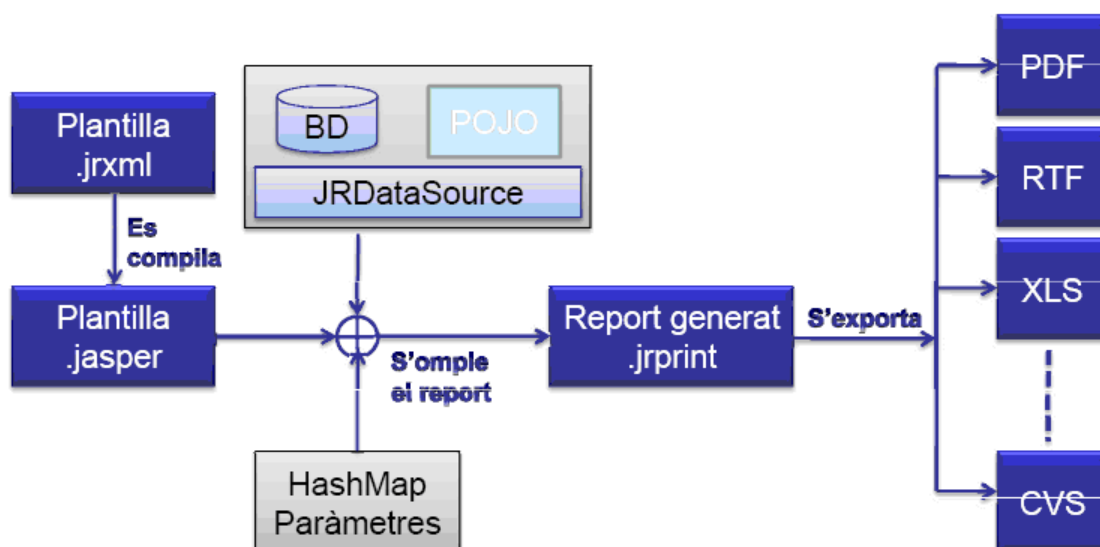 Plantilla
.jrxml
Es
compila
Plantilla
.jasper
BD
POJO
JRDataSource
S'omple
el report
HashMap
Paràmetres
Report generat
.jrprint
S'exporta
PDF
RTF
XLS
CVS